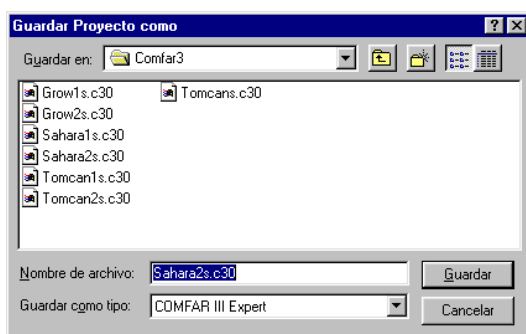 Guardar Proyecto como
Guardar en: Comfar3
Grow1s.c30 Tomcans.c30
Grow2s.c30
Sahara1s.c30
Sahara2s.c30
Tomcan1s.c30
Tomcan2s.c30
Nombre de archivo: Sahara2s.c30 Guardar
Guardar como tipo: COMFAR III Expert Cancelar